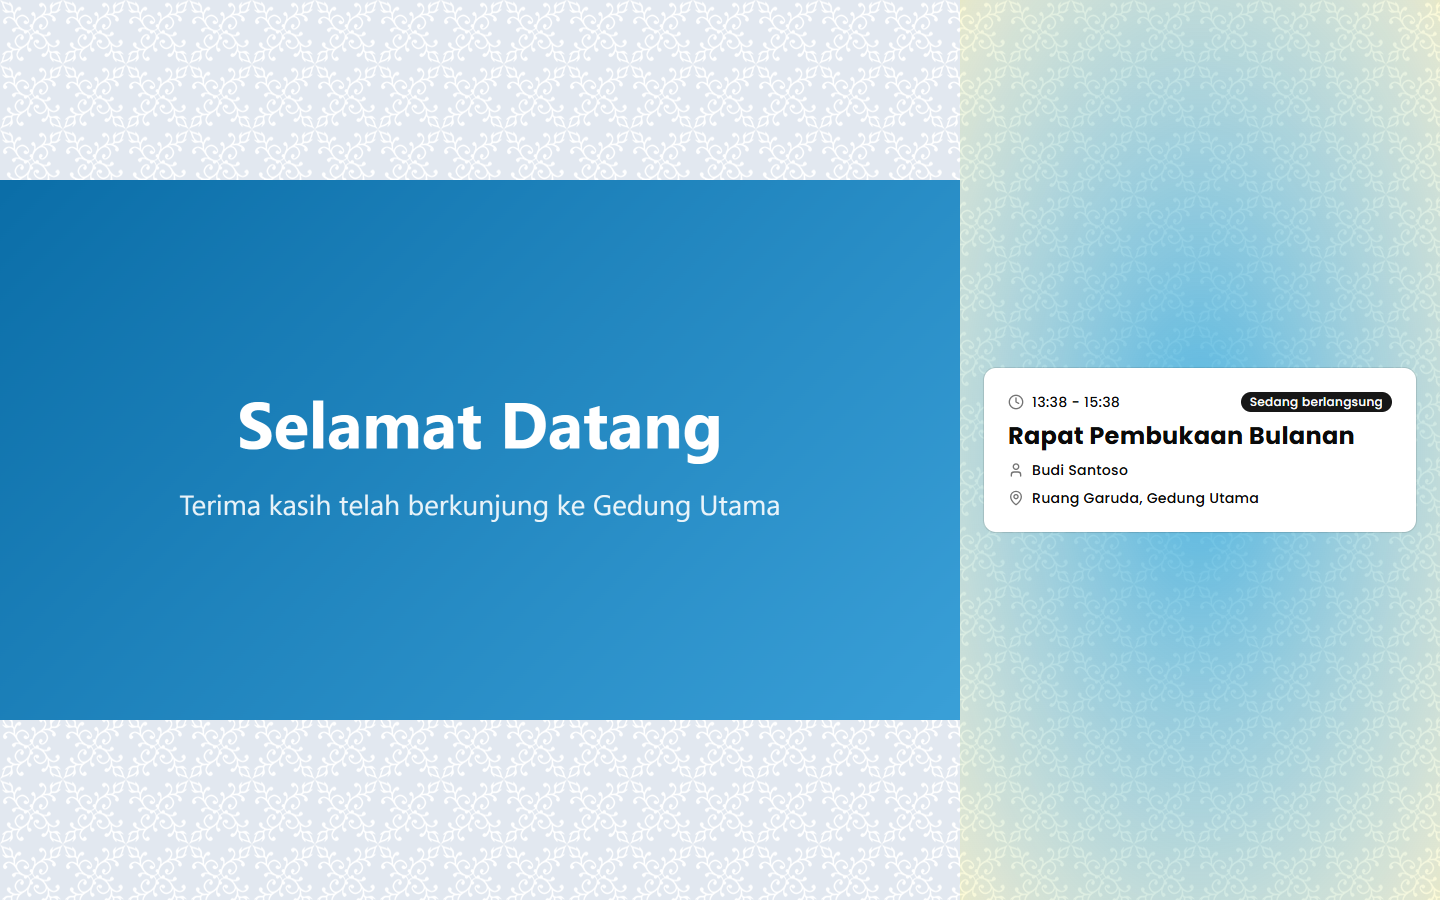 Selamat Datang
Terima kasih telah berkunjung ke Gedung Utama
13:38 - 15:38
Sedang berlangsung
Rapat Pembukaan Bulanan
Budi Santoso
Ruang Garuda, Gedung Utama